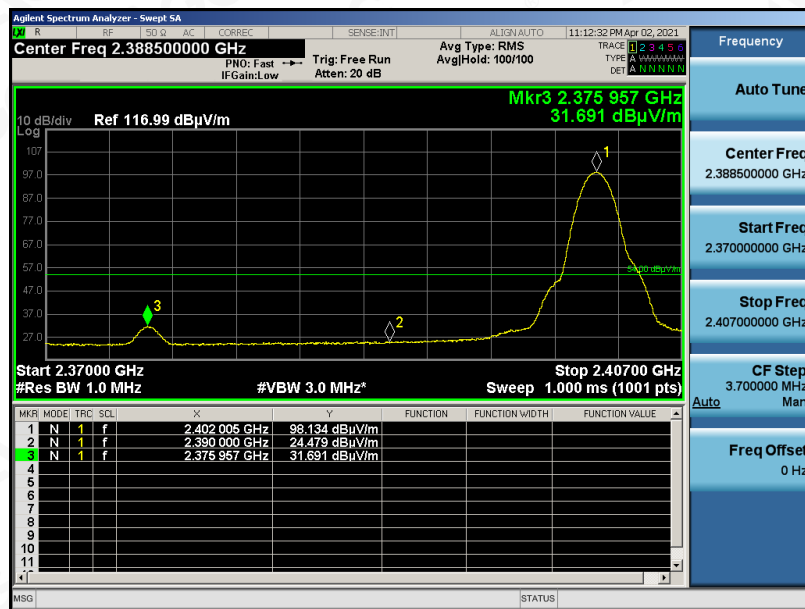 Agilent Spectrum Analyzer - Swept SA
LXI R RF 50 Ω AC CORREC SENSE:INT ALIGN AUTO 11:12:32 PM Apr 02, 2021
Center Freq 2.388500000 GHz
PNO: Fast
IFGain:Low
Trig: Free Run
Atten: 20 dB
Avg Type: RMS
Avg|Hold: 100/100
TRACE 1 2 3 4 5 6
TYPE A WWWWW
DET A N N N N N
Mkr3 2.375 957 GHz
31.691 dBµV/m
10 dB/div Ref 116.99 dBµV/m
Log
107
97.0
87.0
77.0
67.0
57.0
47.0
37.0
27.0
1
2
3
54.00 dBµV/m
Start 2.37000 GHz Stop 2.40700 GHz
#Res BW 1.0 MHz #VBW 3.0 MHz* Sweep 1.000 ms (1001 pts)
MKR MODE TRC SCL X Y FUNCTION FUNCTION WIDTH FUNCTION VALUE
1 N 1 f 2.402 005 GHz 98.134 dBµV/m
2 N 1 f 2.390 000 GHz 24.479 dBµV/m
3 N 1 f 2.375 957 GHz 31.691 dBµV/m
4
5
6
7
8
9
10
11
MSG STATUS
Frequency
Auto Tune
Center Freq
2.388500000 GHz
Start Freq
2.370000000 GHz
Stop Freq
2.407000000 GHz
CF Step
3.700000 MHz
Auto Man
Freq Offset
0 Hz